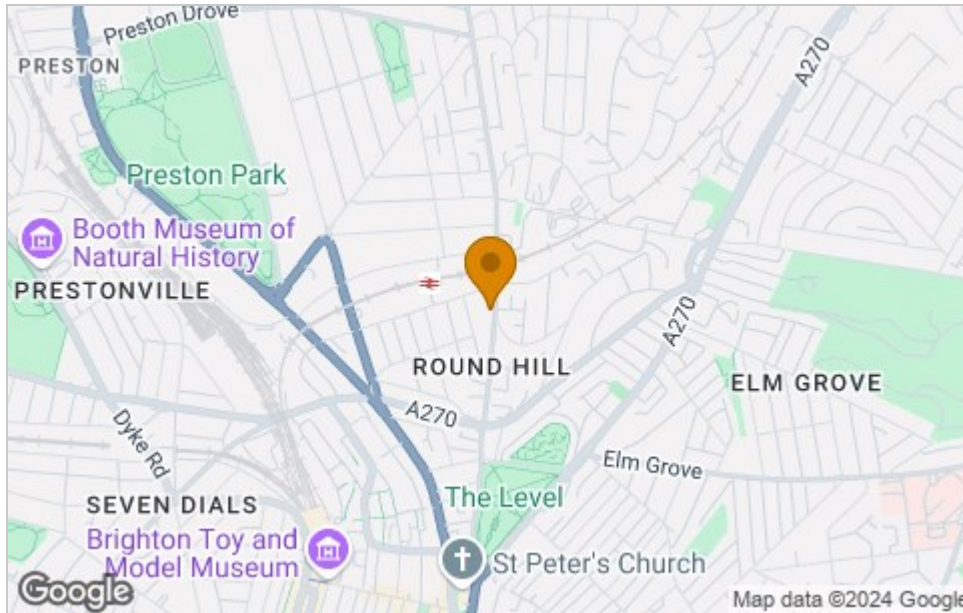 Preston Drove
PRESTON
A270
Preston Park
Booth Museum of
Natural History
PRESTONVILLE
A270
ROUND HILL
ELM GROVE
A270
Dyke Rd
Elm Grove
SEVEN DIALS
The Level
Brighton Toy and
Model Museum
St Peter's Church
Google
Map data ©2024 Google